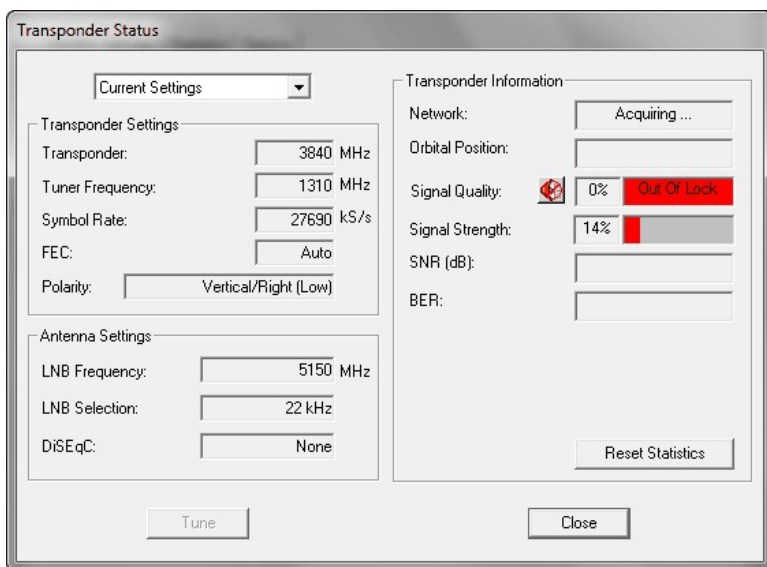 Transponder Status
Current Settings
Transponder Settings
Transponder: 3840 MHz
Tuner Frequency: 1310 MHz
Symbol Rate: 27690 kS/s
FEC: Auto
Polarity: Vertical/Right (Low)
Antenna Settings
LNB Frequency: 5150 MHz
LNB Selection: 22 kHz
DiSEqC: None
Tune
Transponder Information
Network: Acquiring ...
Orbital Position:
Signal Quality: 0% Out Of Lock
Signal Strength: 14%
SNR (dB):
BER:
Reset Statistics
Close